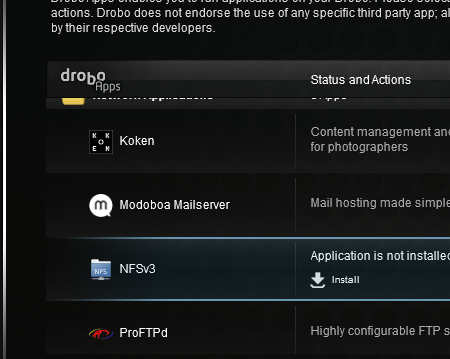 DroboApps enables you to run applications on your Drobo. Please select
actions. Drobo does not endorse the use of any specific third party app; al
by their respective developers.
drobo Apps
Status and Actions
Network Applications
Koken
Content management and
for photographers
Modoboa Mailserver
Mail hosting made simple
NFSv3
Application is not installed
Install
ProFTPd
Highly configurable FTP s